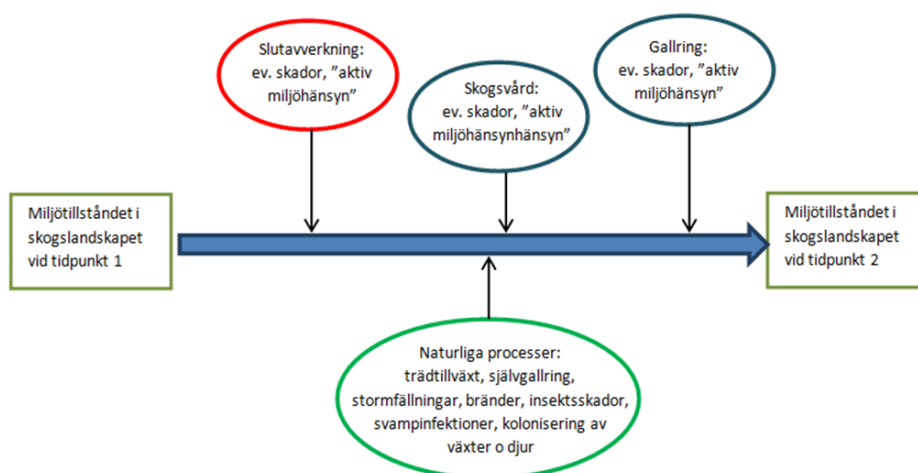 Slutavverkning:
ev. skador, ”aktiv
miljöhänsyn”
Skogsvård:
ev. skador, ”aktiv
miljöhänsynhänsyn”
Gallring:
ev. skador, ”aktiv
miljöhänsyn”
Miljötillståndet i
skogslandskapet
vid tidpunkt 1
Miljötillståndet i
skogslandskapet
vid tidpunkt 2
Naturliga processer:
trädtillväxt, självgallring,
stormfällningar, bränder, insektsskador,
svampinfektioner, kolonisering av
växter o djur